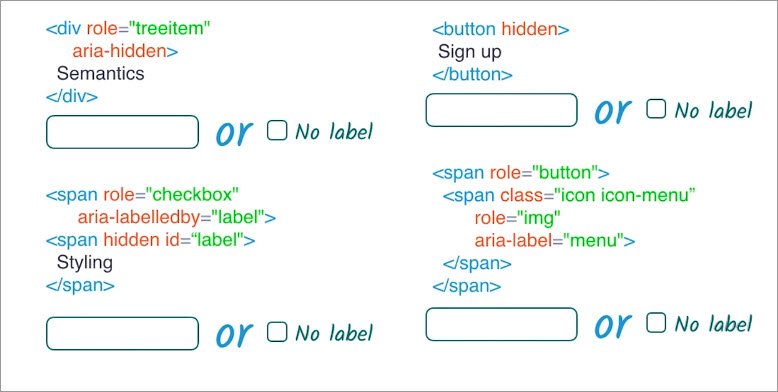 <div role="treeitem"
aria-hidden>
Semantics
</div>
or No label
<button hidden>
Sign up
</button>
or No label
<span role="checkbox"
aria-labelledby="label">
<span hidden id=“label">
Styling
</span>
or No label
<span role="button">
<span class="icon icon-menu”
role="img"
aria-label="menu">
</span>
</span>
or No label